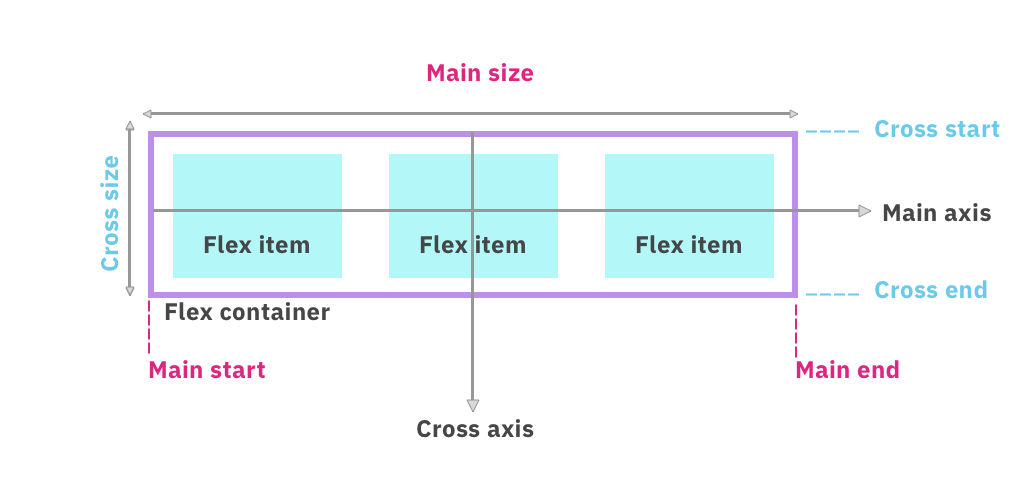 Main size
Cross start
Cross size
Main axis
Flex item
Flex item
Flex item
Cross end
Flex container
Main start
Main end
Cross axis